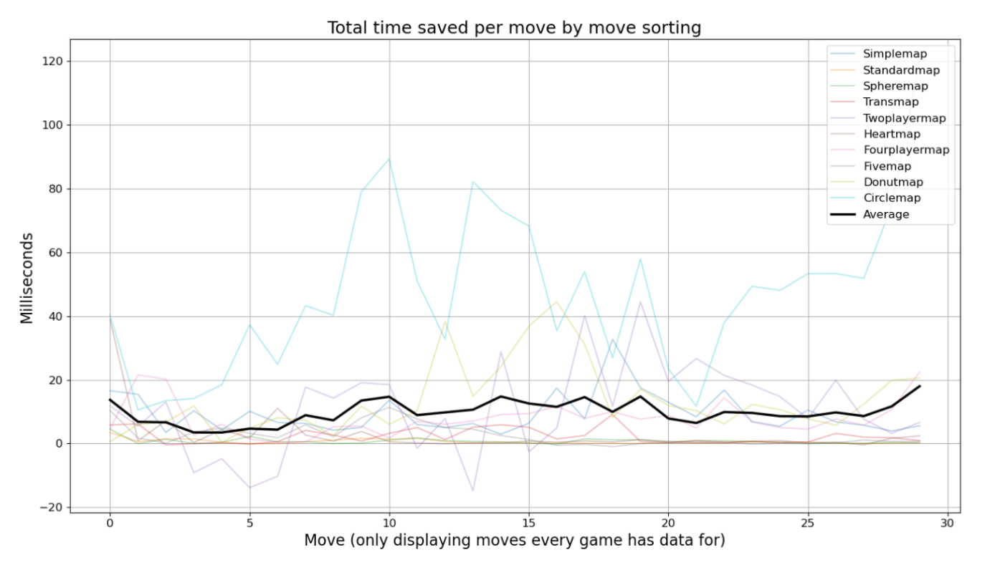 Total time saved per move by move sorting
120
100
80
60
40
20
0
−20
Milliseconds
Simplemap
Standardmap
Spheremap
Transmap
Twoplayermap
Heartmap
Fourplayermap
Fivemap
Donutmap
Circlemap
Average
0 5 10 15 20 25 30
Move (only displaying moves every game has data for)